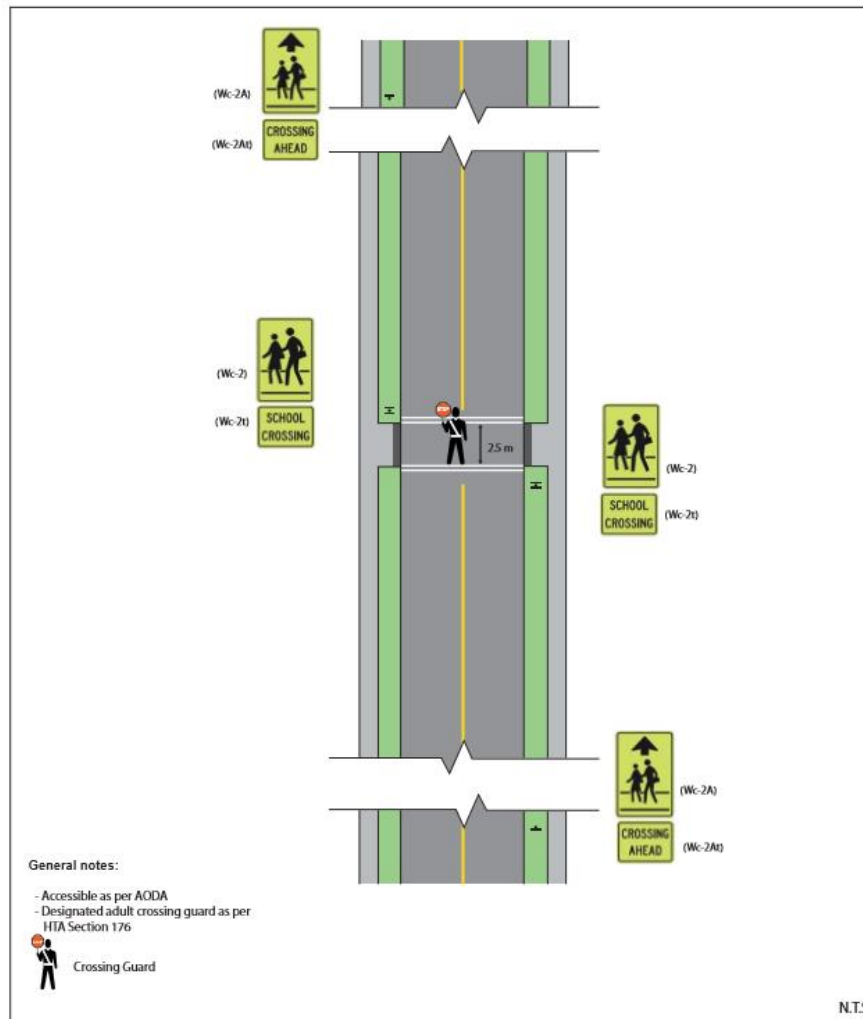 (Wc-2A)
(Wc-2At)
CROSSING
AHEAD
(Wc-2)
(Wc-2t)
SCHOOL
CROSSING
STOP
2.5 m
(Wc-2)
SCHOOL
CROSSING
(Wc-2t)
(Wc-2A)
CROSSING
AHEAD
(Wc-2At)
General notes:
- Accessible as per AODA
- Designated adult crossing guard as per
HTA Section 176
STOP
Crossing Guard